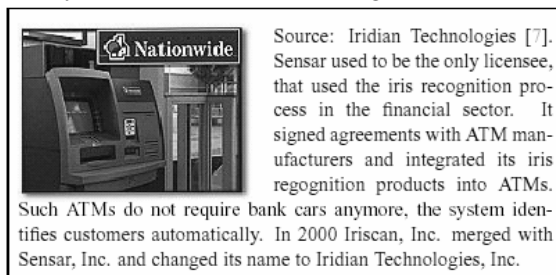 Nationwide
Source: Iridian Technologies [7].
Sensar used to be the only licensee,
that used the iris recognition pro-
cess in the financial sector. It
signed agreements with ATM man-
ufacturers and integrated its iris
regognition products into ATMs.
Such ATMs do not require bank cars anymore, the system iden-
tifies customers automatically. In 2000 Iriscan, Inc. merged with
Sensar, Inc. and changed its name to Iridian Technologies, Inc.